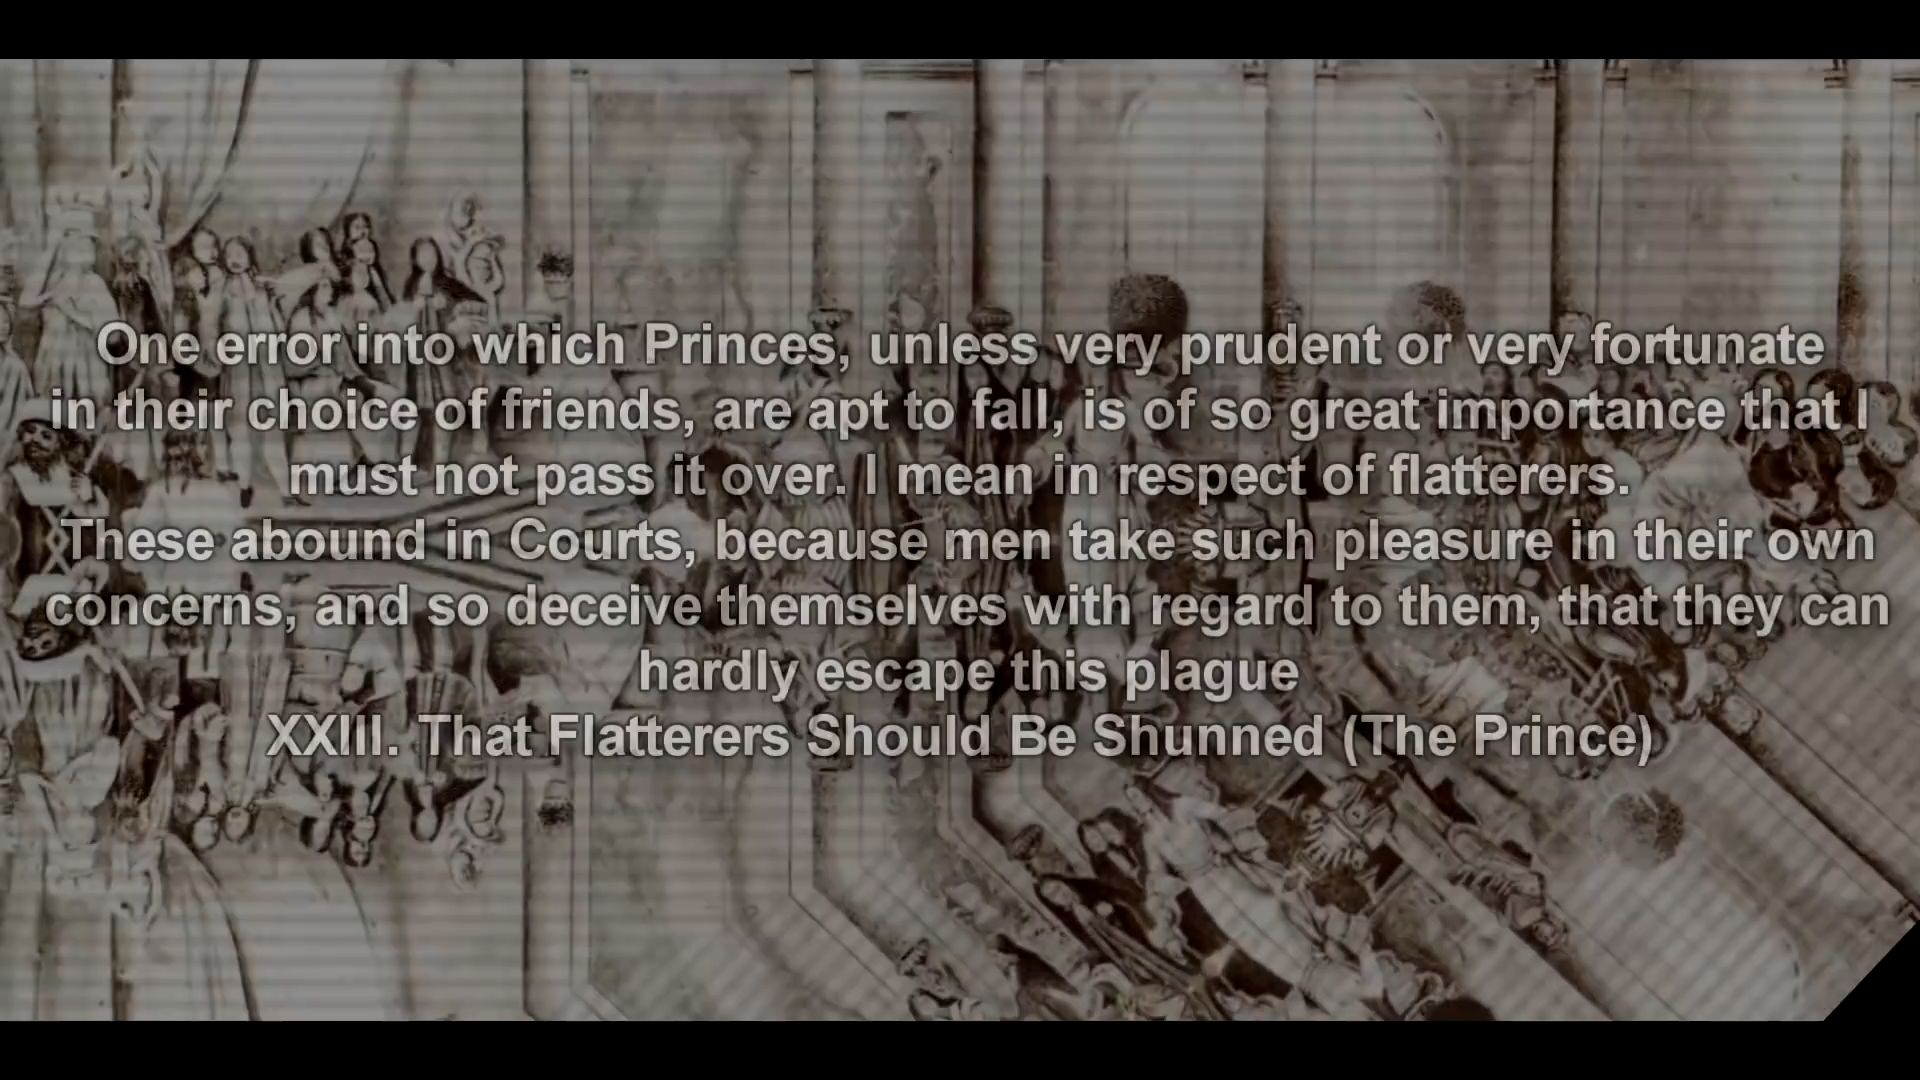 One error into which Princes, unless very prudent or very fortunate
in their choice of friends, are apt to fall, is of so great importance that I
must not pass it over. I mean in respect of flatterers.
These abound in Courts, because men take such pleasure in their own
concerns, and so deceive themselves with regard to them, that they can
hardly escape this plague
XXIII. That Flatterers Should Be Shunned (The Prince)